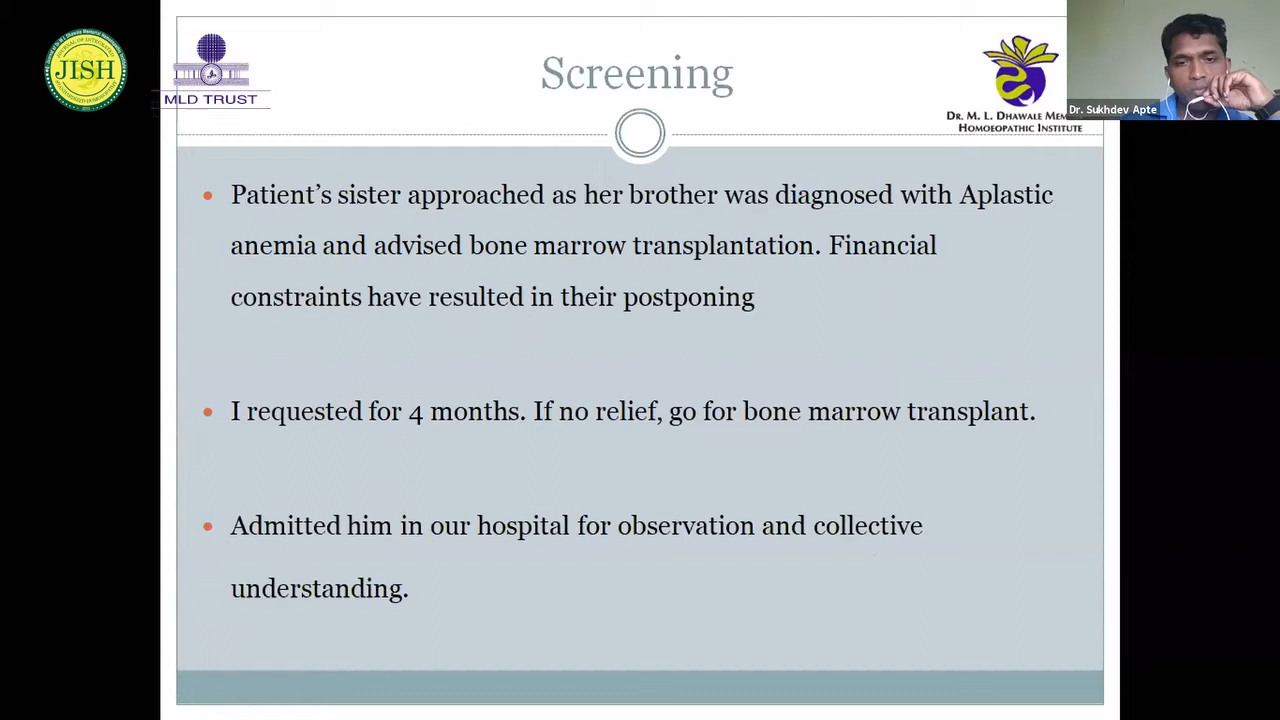 JISH
MLD TRUST
Screening
DR. M. L. DHAWALE
HOMOEOPATHIC INSTITUTE
Dr. Sukhdev Apte
• Patient's sister approached as her brother was diagnosed with Aplastic
anemia and advised bone marrow transplantation. Financial
constraints have resulted in their postponing
• I requested for 4 months. If no relief, go for bone marrow transplant.
• Admitted him in our hospital for observation and collective
understanding.